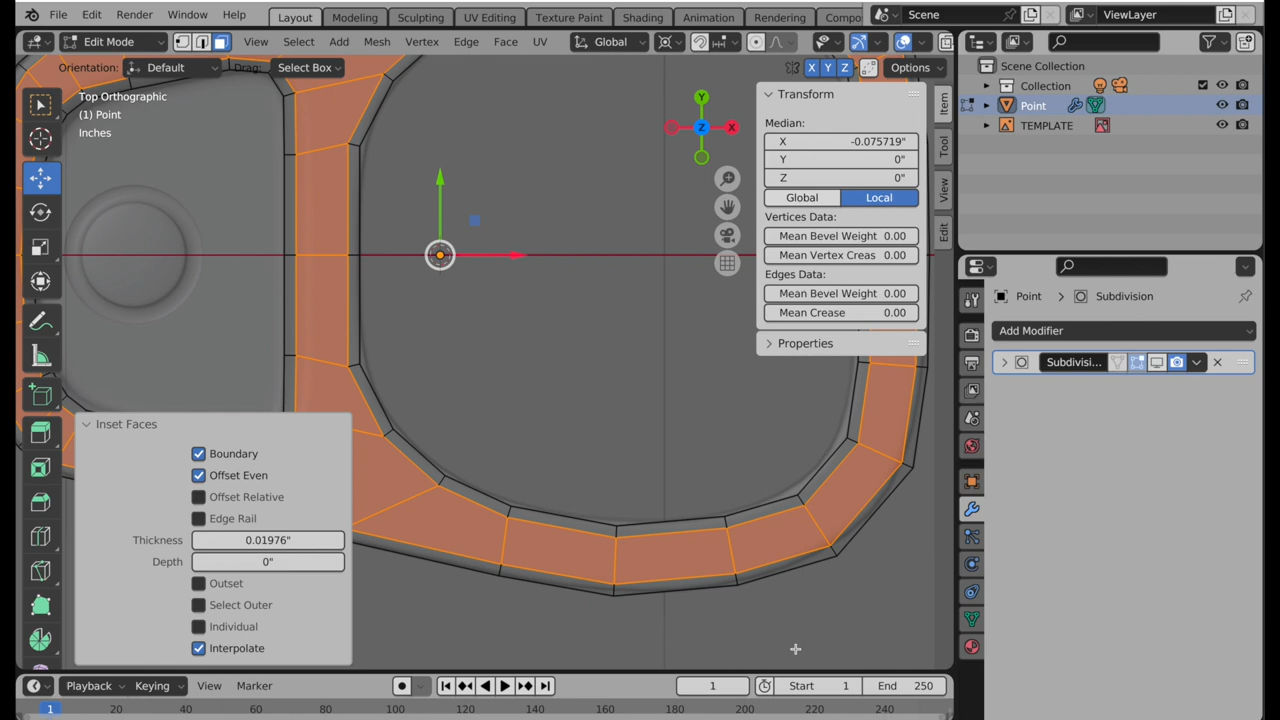 File Edit Render Window Help Layout Modeling Sculpting UV Editing Texture Paint Shading Animation Rendering Compo Scene ViewLayer
Edit Mode View Select Add Mesh Vertex Edge Face UV Global
Orientation: Default Drag: Select Box X Y Z Options
Top Orthographic
(1) Point
Inches
Y
Z
X
Transform
Median:
X -0.075719"
Y 0"
Z 0"
Global Local
Vertices Data:
Mean Bevel Weight 0.00
Mean Vertex Creas 0.00
Edges Data:
Mean Bevel Weight 0.00
Mean Crease 0.00
Properties
Item
Tool
View
Edit
Scene Collection
Collection
Point
TEMPLATE
Point Subdivision
Add Modifier
Subdivisi...
Inset Faces
Boundary
Offset Even
Offset Relative
Edge Rail
Thickness 0.01976"
Depth 0"
Outset
Select Outer
Individual
Interpolate
Playback Keying View Marker 1 Start 1 End 250
1 20 40 60 80 100 120 140 160 180 200 220 240